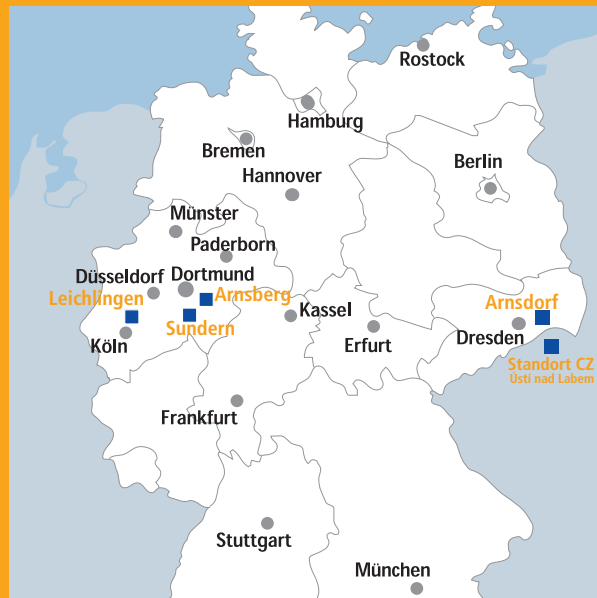 Rostock
Hamburg
Bremen
Berlin
Hannover
Münster
Paderborn
Düsseldorf
Dortmund
Leichlingen
Arnsberg
Arnsdorf
Kassel
Sundern
Köln
Erfurt
Dresden
Standort CZ
Ústí nad Labem
Frankfurt
Stuttgart
München